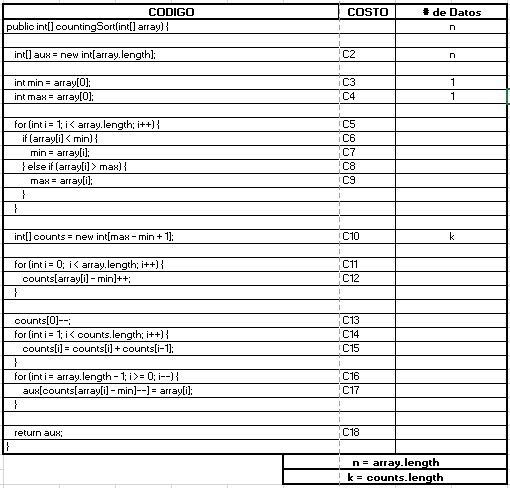 CODIGO COSTO # de Datos
public int[] countingSort(int[] array) { n
int[] aux = new int[array.length]; C2 n
int min = array[0]; C3 1
int max = array[0]; C4 1
for (int i = 1; i < array.length; i++) { C5
if (array[i] < min) { C6
min = array[i]; C7
} else if (array[i] > max) { C8
max = array[i]; C9
}
}
int[] counts = new int[max - min + 1]; C10 k
for (int i = 0; i < array.length; i++) { C11
counts[array[i] - min]++; C12
}
counts[0]--; C13
for (int i = 1; i < counts.length; i++) { C14
counts[i] = counts[i] + counts[i-1]; C15
}
for (int i = array.length - 1; i >= 0; i--) { C16
aux[counts[array[i] - min]--] = array[i]; C17
}
return aux; C18
}
n = array.length
k = counts.length